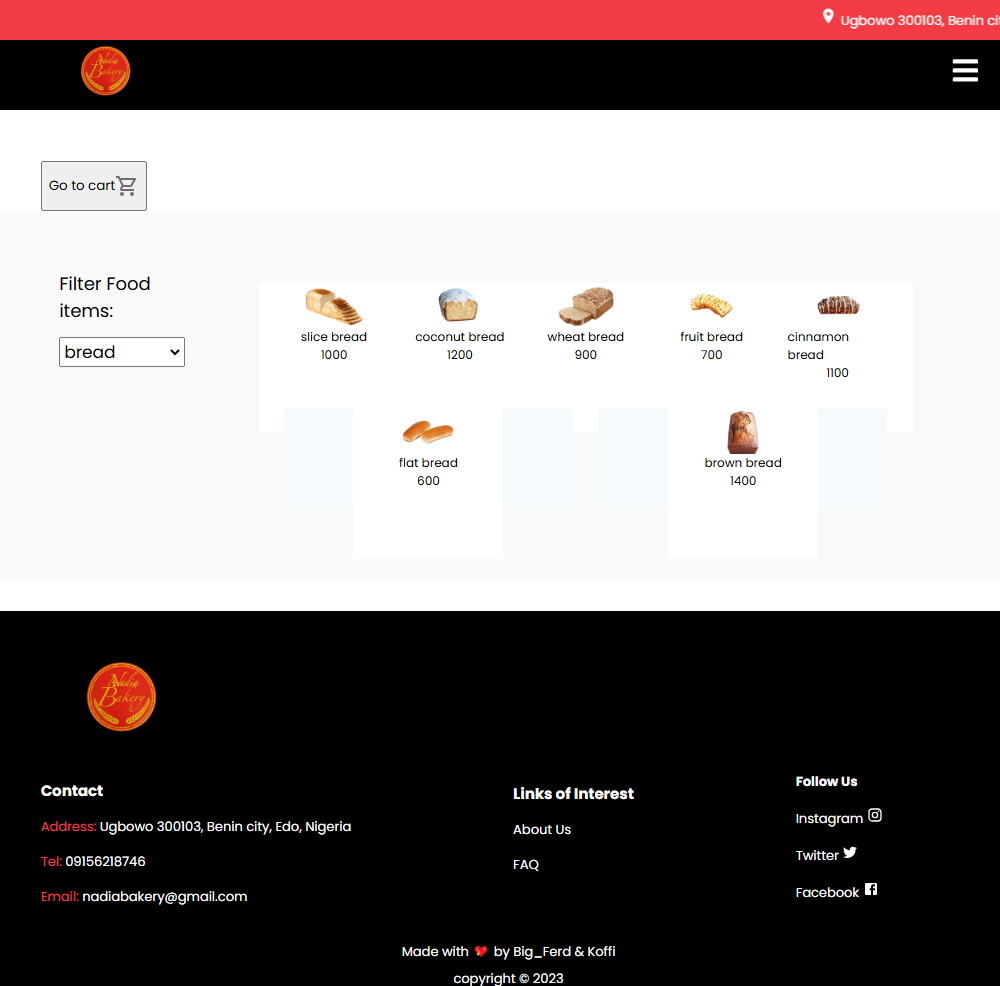 Ugbowo 300103, Benin ci
Nadia
Bakery
Go to cart
Filter Food
items:
bread
slice bread
1000
coconut bread
1200
wheat bread
900
fruit bread
700
cinnamon
bread
1100
flat bread
600
brown bread
1400
Nadia
Bakery
Contact
Address: Ugbowo 300103, Benin city, Edo, Nigeria
Tel: 09156218746
Email: nadiabakery@gmail.com
Links of Interest
About Us
FAQ
Follow Us
Instagram
Twitter
Facebook
Made with 💖 by Big_Ferd & Koffi
copyright © 2023